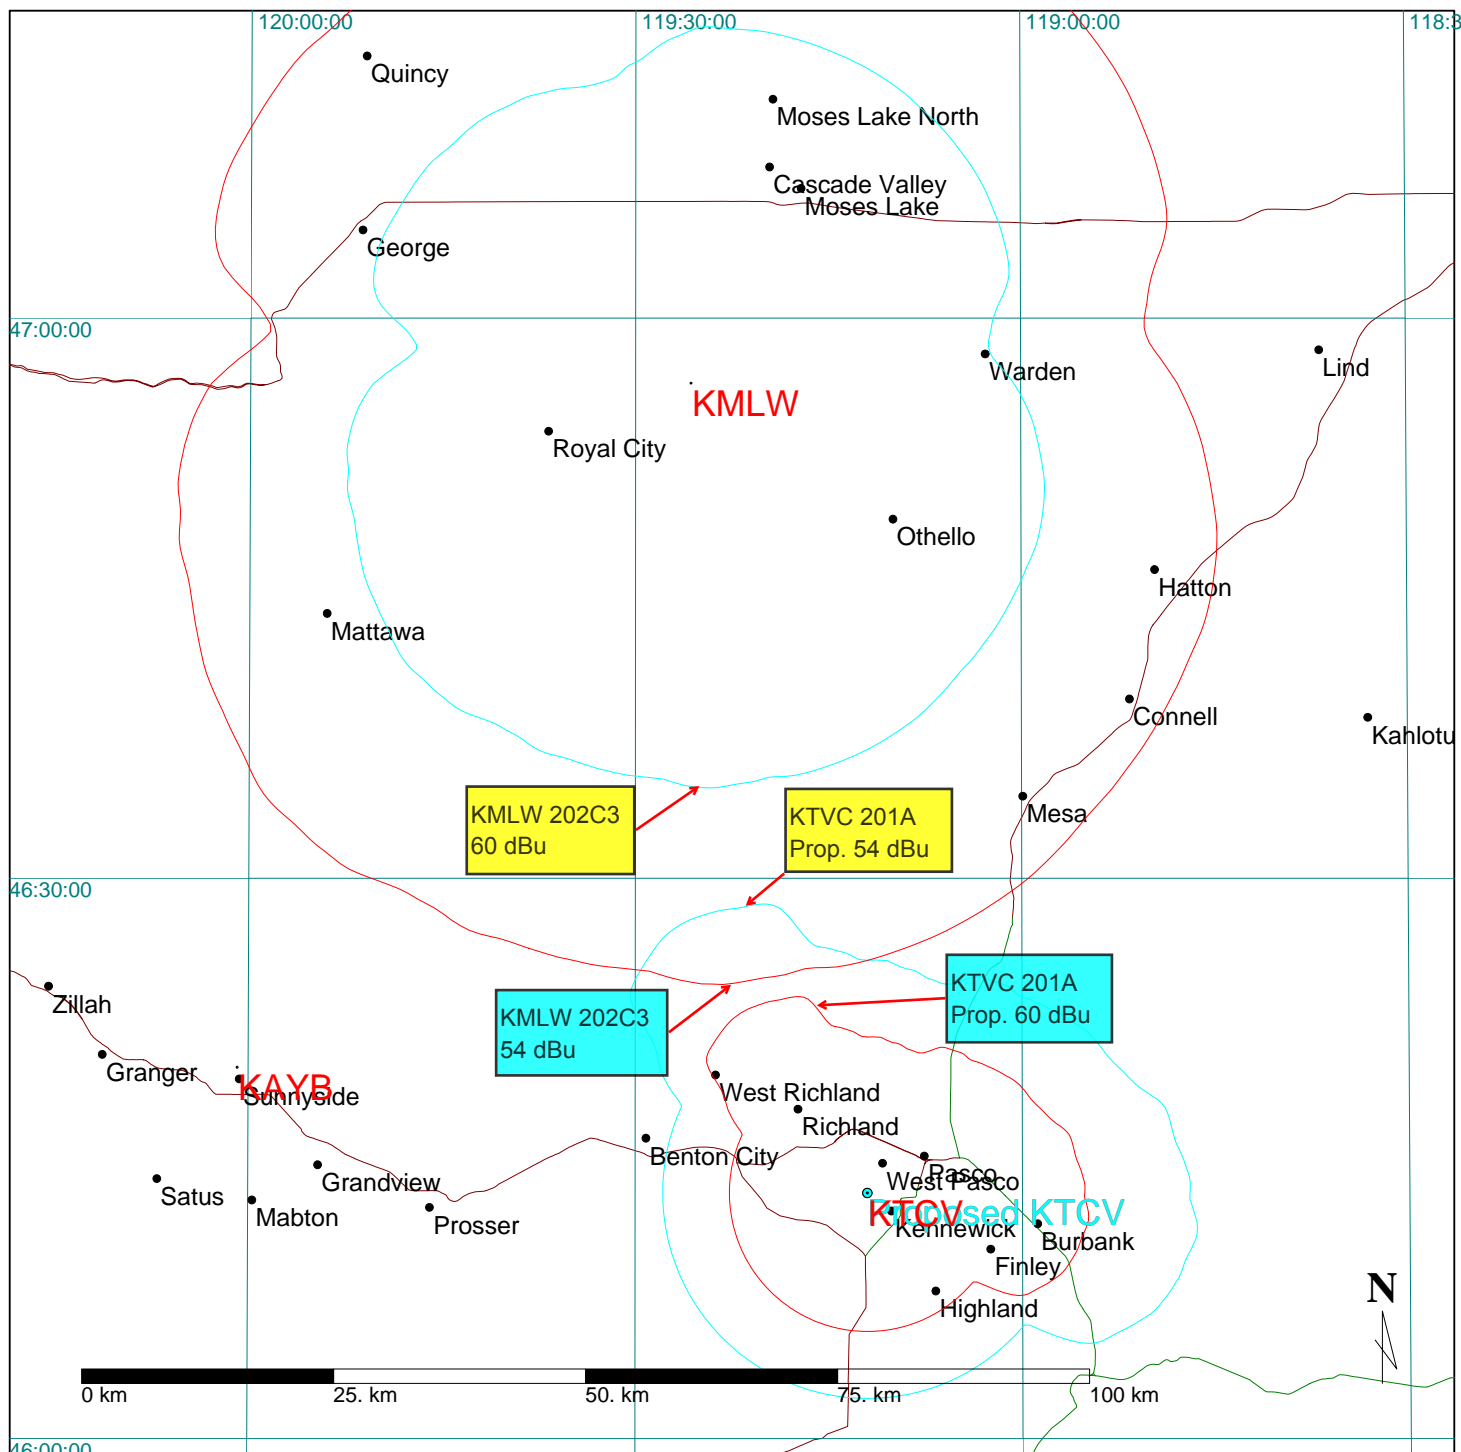 120:00:00
119:30:00
119:00:00
118:3
Quincy
Moses Lake North
Cascade Valley
Moses Lake
George
47:00:00
Warden
Lind
KMLW
Royal City
Othello
Hatton
Mattawa
Connell
Kahlotu
KMLW 202C3
60 dBu
KTVC 201A
Prop. 54 dBu
Mesa
46:30:00
Zillah
KMLW 202C3
54 dBu
KTVC 201A
Prop. 60 dBu
Granger
KAYB
Sunnyside
West Richland
Richland
Benton City
Pasco
West Pasco
Grandview
Satus
Mabton
Prosser
KTCV
Proposed KTCV
Kennewick
Burbank
Finley
Highland
N
0 km
25. km
50. km
75. km
100 km
46:00:00